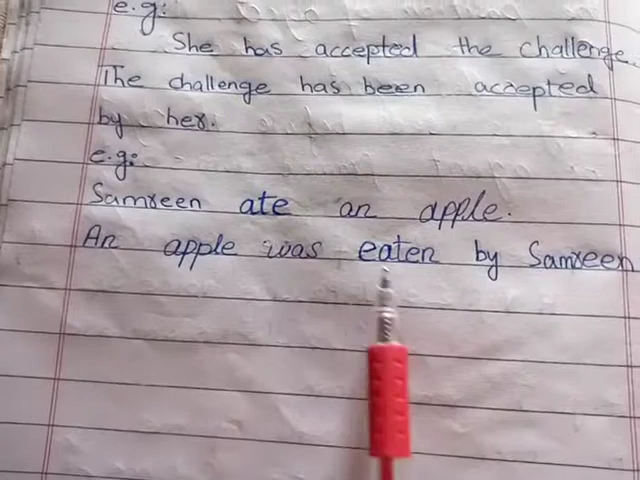 e.g:
She has accepted the challenge.
The challenge has been accepted
by her.
e.g:
Samreen ate an apple.
An apple was eaten by Samreen